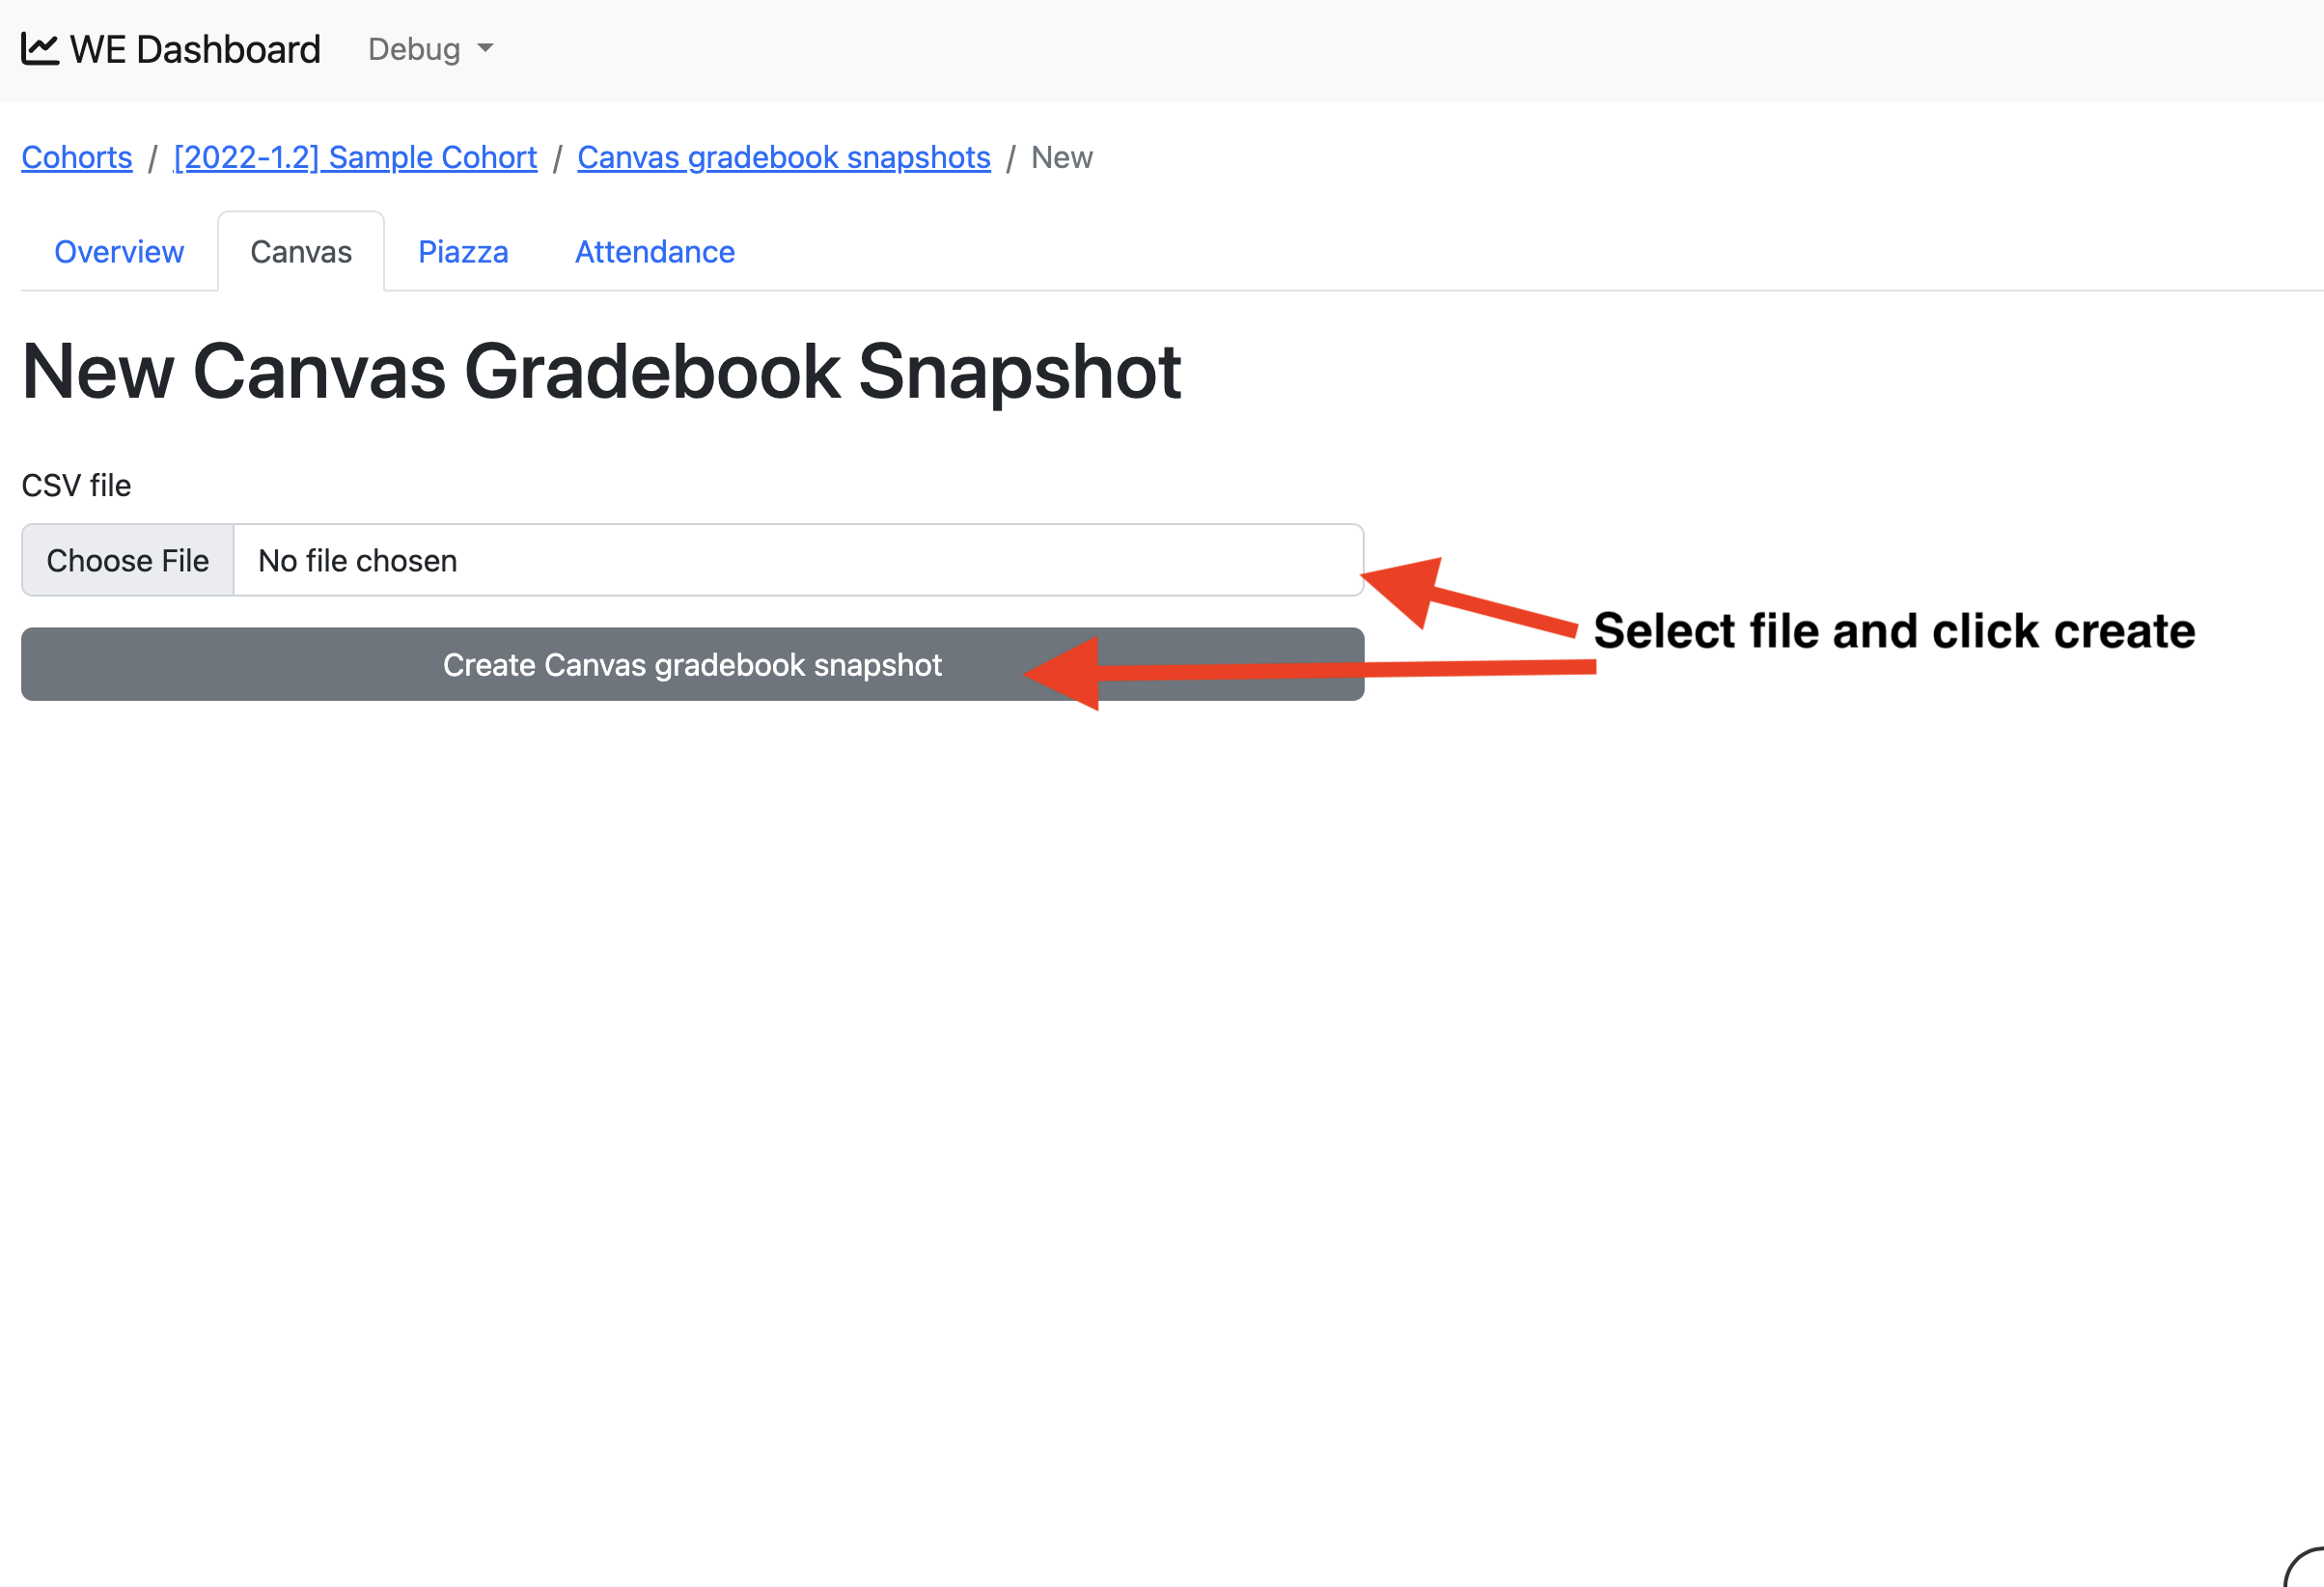 WE Dashboard Debug
Cohorts / [2022-1.2] Sample Cohort / Canvas gradebook snapshots / New
Overview Canvas Piazza Attendance
New Canvas Gradebook Snapshot
CSV file
Choose File No file chosen
Select file and click create
Create Canvas gradebook snapshot